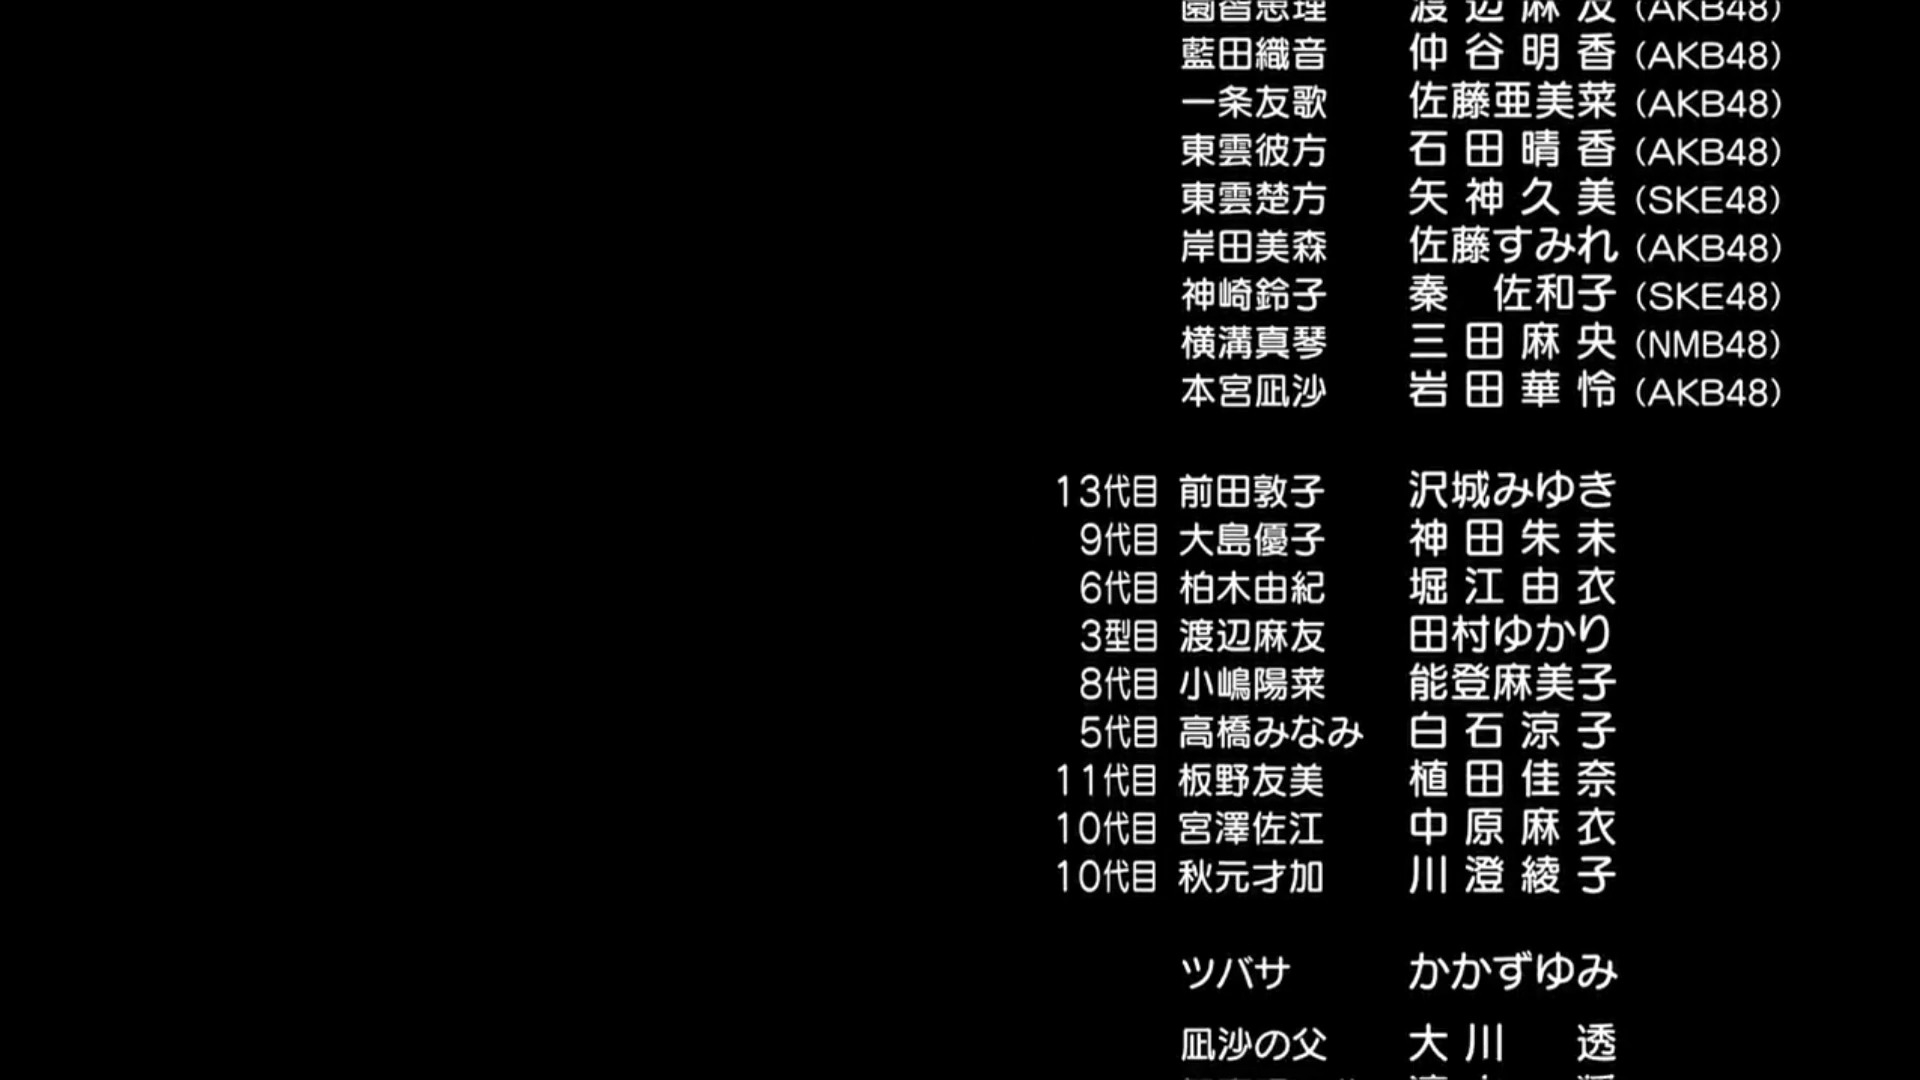 園智恵理 渡辺麻友(AKB48)
藍田織音 仲谷明香(AKB48)
一条友歌 佐藤亜美菜(AKB48)
東雲彼方 石田晴香(AKB48)
東雲楚方 矢神久美(SKE48)
岸田美森 佐藤すみれ(AKB48)
神崎鈴子 秦 佐和子(SKE48)
横溝真琴 三田麻央(NMB48)
本宮凪沙 岩田華怜(AKB48)
13代目 前田敦子 沢城みゆき
9代目 大島優子 神田朱未
6代目 柏木由紀 堀江由衣
3型目 渡辺麻友 田村ゆかり
8代目 小嶋陽菜 能登麻美子
5代目 高橋みなみ 白石涼子
11代目 板野友美 植田佳奈
10代目 宮澤佐江 中原麻衣
10代目 秋元才加 川澄綾子
ツバサ かかずゆみ
凪沙の父 大川 透